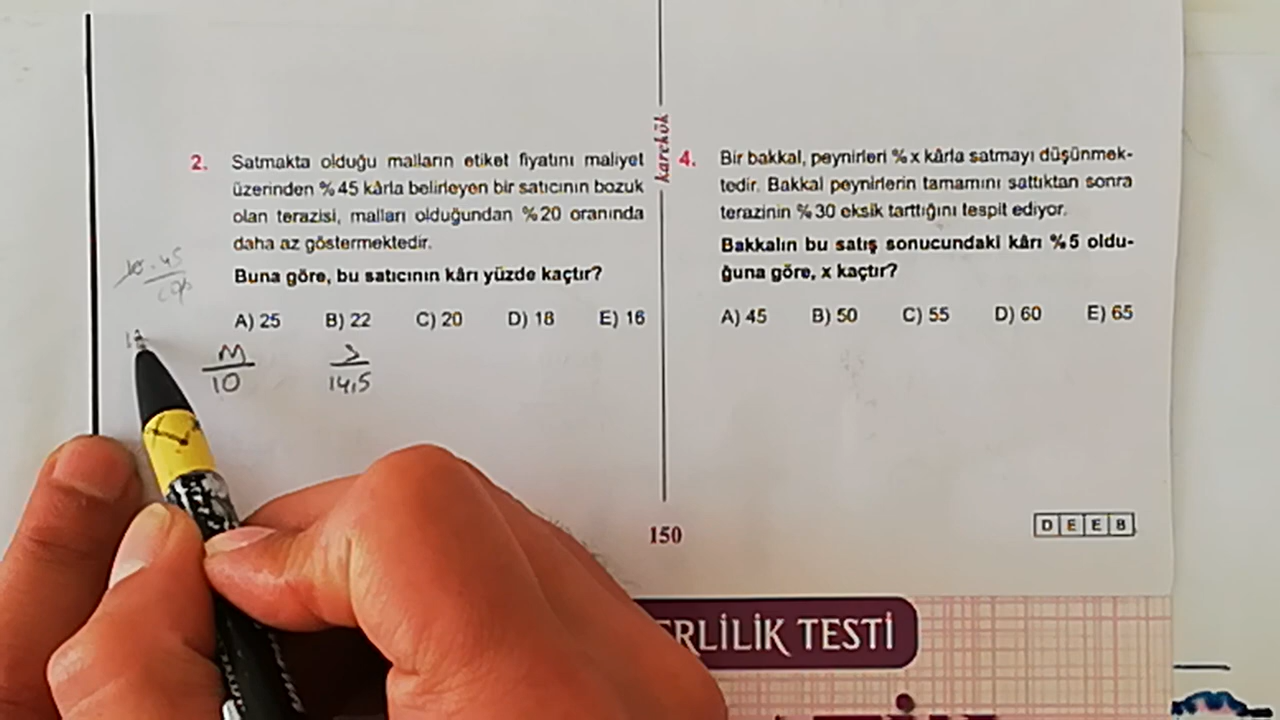 2. Satmakta olduğu malların etiket fiyatını maliyet
üzerinden %45 kârla belirleyen bir satıcının bozuk
olan terazisi, malları olduğundan %20 oranında
daha az göstermektedir.
Buna göre, bu satıcının kârı yüzde kaçtır?
A) 25 B) 22 C) 20 D) 18 E) 16
M
10
S
14,5
10.45
100
karekök
4. Bir bakkal, peynirleri %x kârla satmayı düşünmek-
tedir. Bakkal peynirlerin tamamını sattıktan sonra
terazinin %30 eksik tarttığını tespit ediyor.
Bakkalın bu satış sonucundaki kârı %5 oldu-
ğuna göre, x kaçtır?
A) 45 B) 50 C) 55 D) 60 E) 65
150
D E E B
ERLİLİK TESTİ